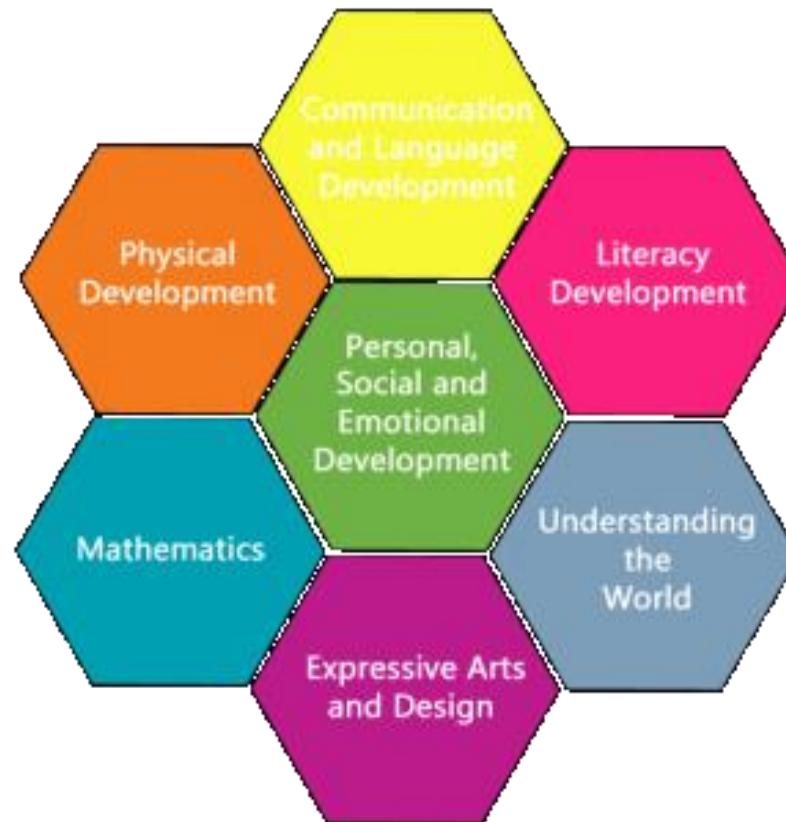 Communication
and Language
Development
Physical
Development
Literacy
Development
Personal,
Social and
Emotional
Development
Mathematics
Understanding
the
World
Expressive Arts
and Design